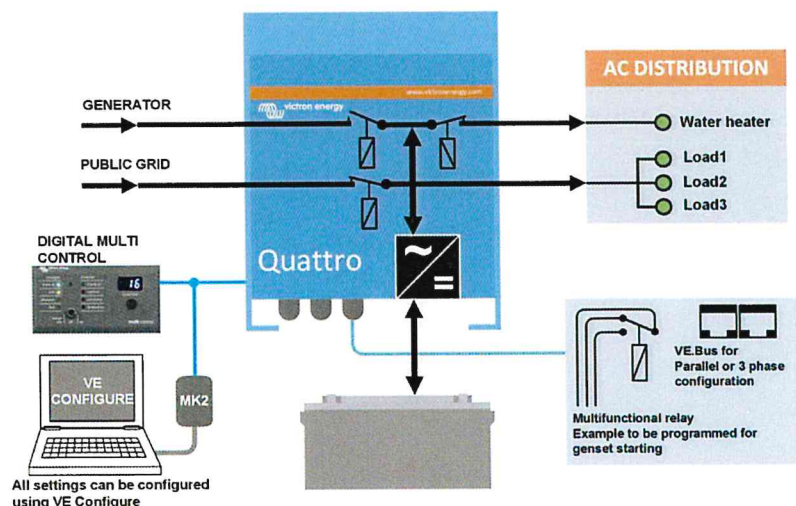 www.victronenergy.com
victron energy
AC DISTRIBUTION
GENERATOR
Water heater
PUBLIC GRID
Load1
Load2
Load3
DIGITAL MULTI
CONTROL
16
Quattro
VE
CONFIGURE
MK2
VE.Bus for
Parallel or 3 phase
configuration
Multifunctional relay
Example to be programmed for
genset starting
All settings can be configured
using VE Configure